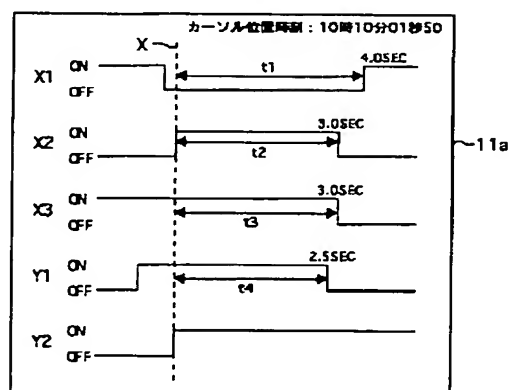 カーソル位置時刻：10時10分01秒50
X
X1 ON OFF t1 4.0SEC
X2 ON OFF t2 3.0SEC
11a
X3 ON OFF t3 3.0SEC
Y1 ON OFF t4 2.5SEC
Y2 ON OFF